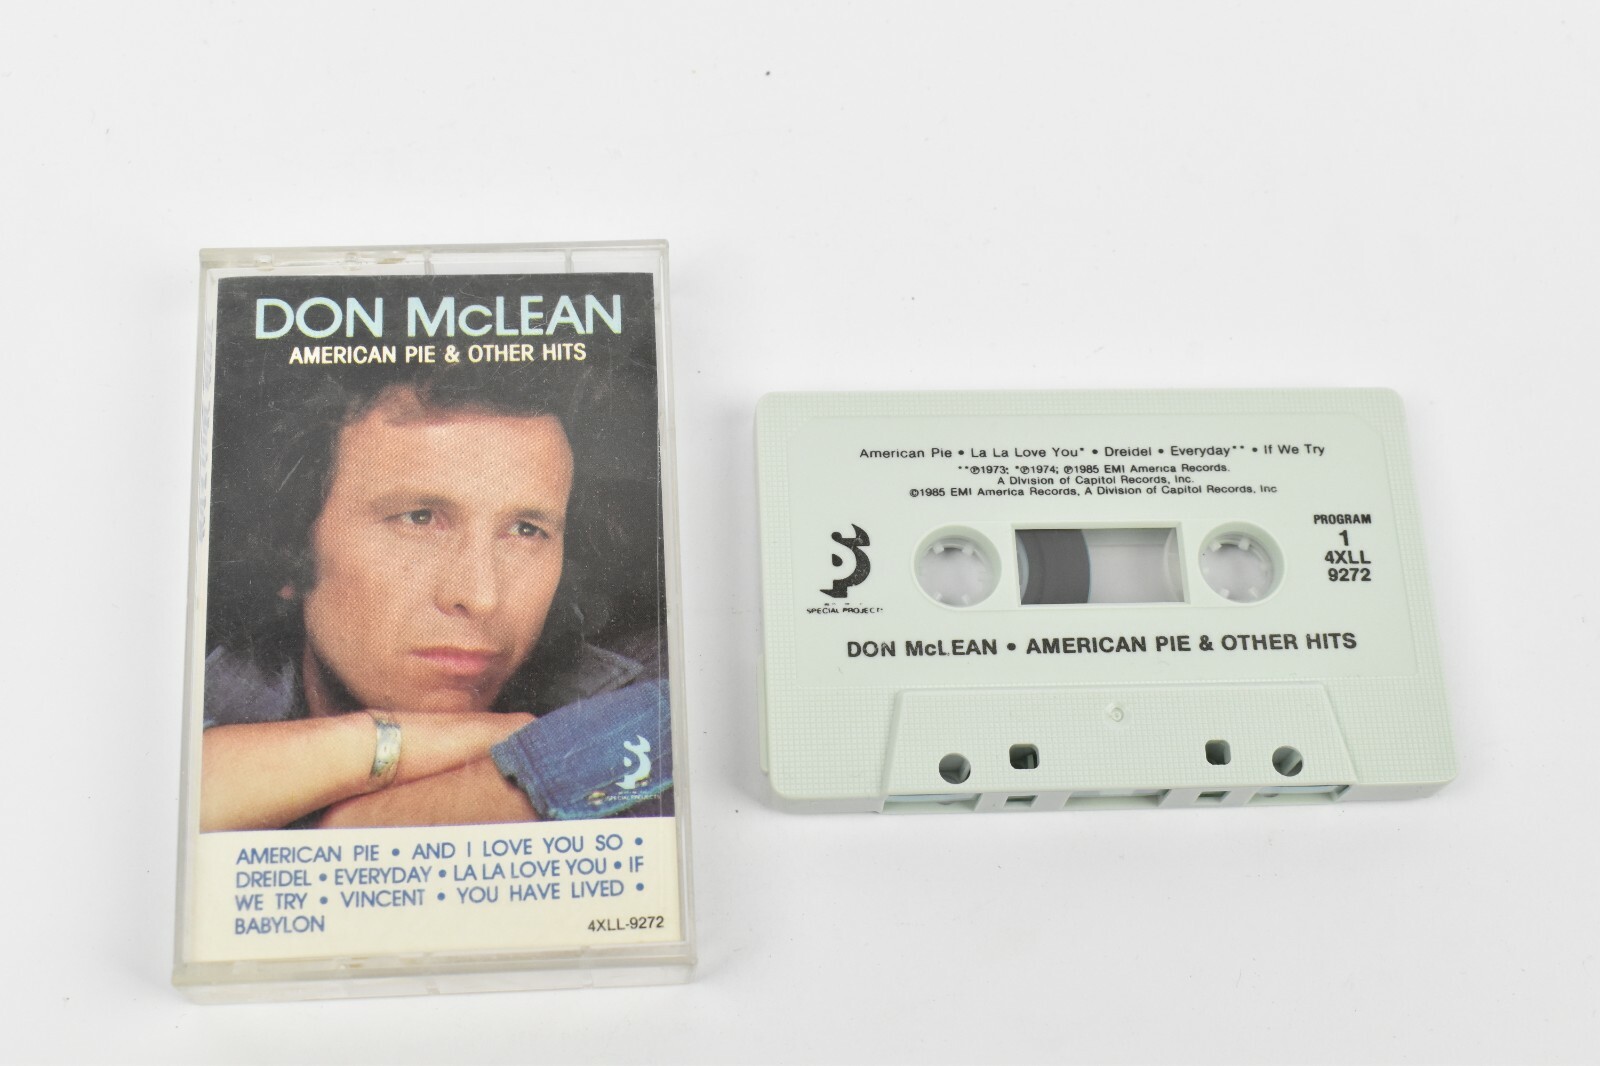 DON McLEAN
AMERICAN PIE & OTHER HITS
SPECIAL PROJECTS
AMERICAN PIE • AND I LOVE YOU SO •
DREIDEL • EVERYDAY • LA LA LOVE YOU • IF
WE TRY • VINCENT • YOU HAVE LIVED •
BABYLON
4XLL-9272
American Pie • La La Love You* • Dreidel • Everyday** • If We Try
**℗1973; *℗1974; ℗1985 EMI America Records.
A Division of Capitol Records, Inc.
©1985 EMI America Records, A Division of Capitol Records, Inc
PROGRAM
1
4XLL
9272
SPECIAL PROJECTS
DON McLEAN • AMERICAN PIE & OTHER HITS